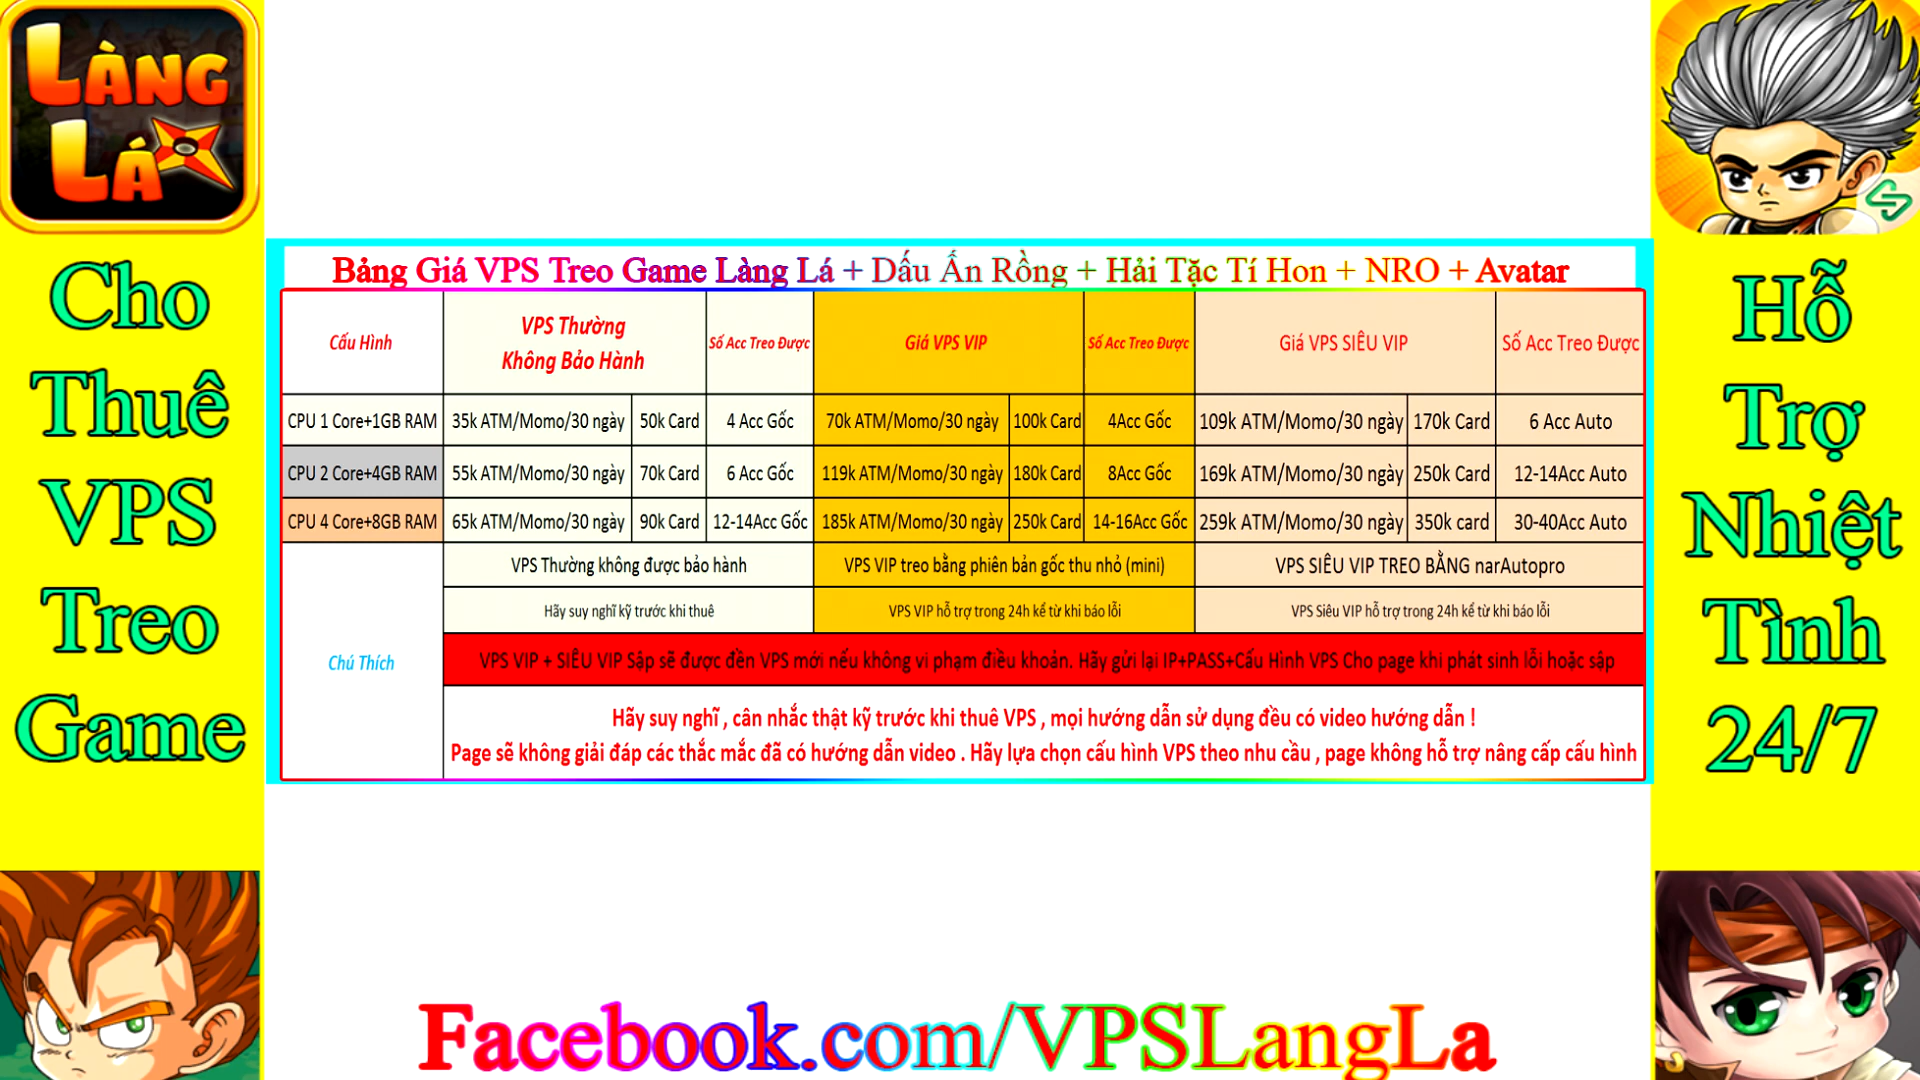 LÀNG
LÁ
Cho
Thuê
VPS
Treo
Game
Bảng Giá VPS Treo Game Làng Lá + Dấu Ấn Rồng + Hải Tặc Tí Hon + NRO + Avatar
Cấu Hình
VPS Thường
Không Bảo Hành
Số Acc Treo Được
Giá VPS VIP
Số Acc Treo Được
Giá VPS SIÊU VIP
Số Acc Treo Được
CPU 1 Core+1GB RAM 35k ATM/Momo/30 ngày 50k Card 4 Acc Gốc 70k ATM/Momo/30 ngày 100k Card 4Acc Gốc 109k ATM/Momo/30 ngày 170k Card 6 Acc Auto
CPU 2 Core+4GB RAM 55k ATM/Momo/30 ngày 70k Card 6 Acc Gốc 119k ATM/Momo/30 ngày 180k Card 8Acc Gốc 169k ATM/Momo/30 ngày 250k Card 12-14Acc Auto
CPU 4 Core+8GB RAM 65k ATM/Momo/30 ngày 90k Card 12-14Acc Gốc 185k ATM/Momo/30 ngày 250k Card 14-16Acc Gốc 259k ATM/Momo/30 ngày 350k card 30-40Acc Auto
Chú Thích
VPS Thường không được bảo hành VPS VIP treo bằng phiên bản gốc thu nhỏ (mini) VPS SIÊU VIP TREO BẰNG narAutopro
Hãy suy nghĩ kỹ trước khi thuê VPS VIP hỗ trợ trong 24h kể từ khi báo lỗi VPS Siêu VIP hỗ trợ trong 24h kể từ khi báo lỗi
VPS VIP + SIÊU VIP Sập sẽ được đền VPS mới nếu không vi phạm điều khoản. Hãy gửi lại IP+PASS+Cấu Hình VPS Cho page khi phát sinh lỗi hoặc sập
Hãy suy nghĩ , cân nhắc thật kỹ trước khi thuê VPS , mọi hướng dẫn sử dụng đều có video hướng dẫn !
Page sẽ không giải đáp các thắc mắc đã có hướng dẫn video . Hãy lựa chọn cấu hình VPS theo nhu cầu , page không hỗ trợ nâng cấp cấu hình
Hỗ
Trợ
Nhiệt
Tình
24/7
Facebook.com/VPSLangLa